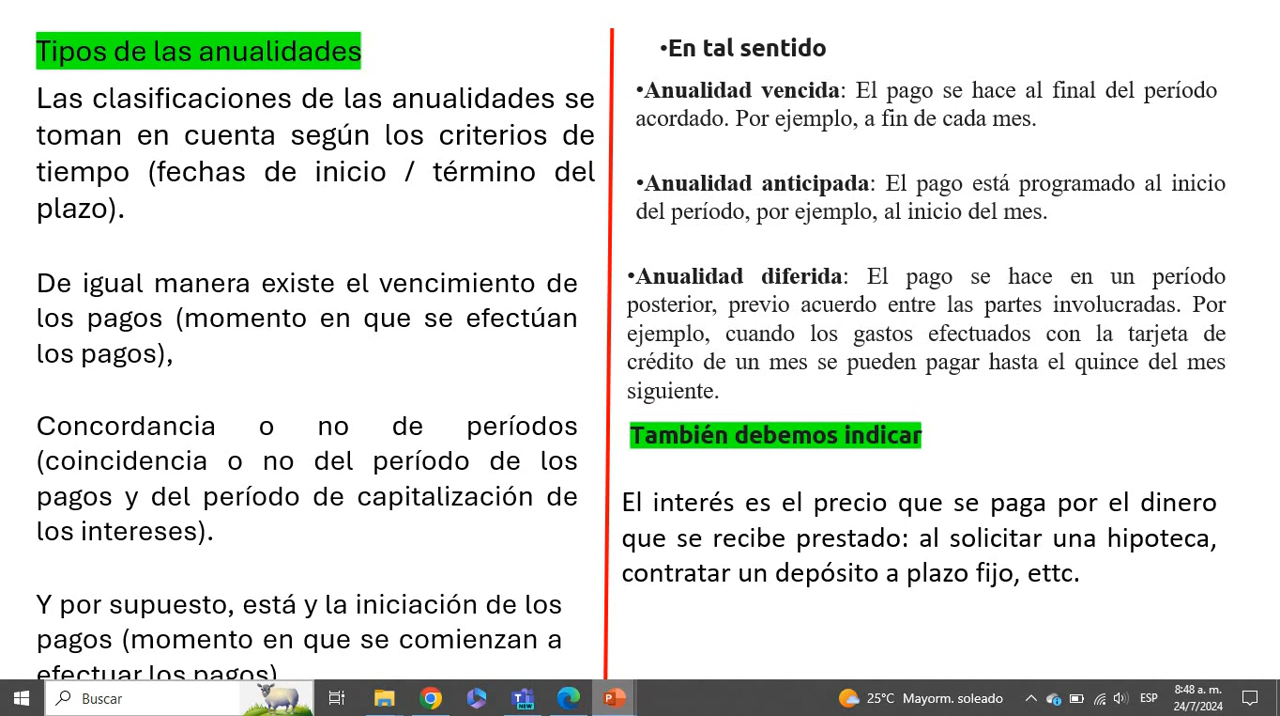 Tipos de las anualidades
Las clasificaciones de las anualidades se
toman en cuenta según los criterios de
tiempo (fechas de inicio / término del
plazo).
De igual manera existe el vencimiento de
los pagos (momento en que se efectúan
los pagos),
Concordancia o no de períodos
(coincidencia o no del período de los
pagos y del período de capitalización de
los intereses).
Y por supuesto, está y la iniciación de los
pagos (momento en que se comienzan a
efectuar los pagos)
•En tal sentido
•Anualidad vencida: El pago se hace al final del período
acordado. Por ejemplo, a fin de cada mes.
•Anualidad anticipada: El pago está programado al inicio
del período, por ejemplo, al inicio del mes.
•Anualidad diferida: El pago se hace en un período
posterior, previo acuerdo entre las partes involucradas. Por
ejemplo, cuando los gastos efectuados con la tarjeta de
crédito de un mes se pueden pagar hasta el quince del mes
siguiente.
También debemos indicar
El interés es el precio que se paga por el dinero
que se recibe prestado: al solicitar una hipoteca,
contratar un depósito a plazo fijo, ettc.
Buscar
NEW
25°C Mayorm. soleado
ESP
8:48 a. m.
24/7/2024